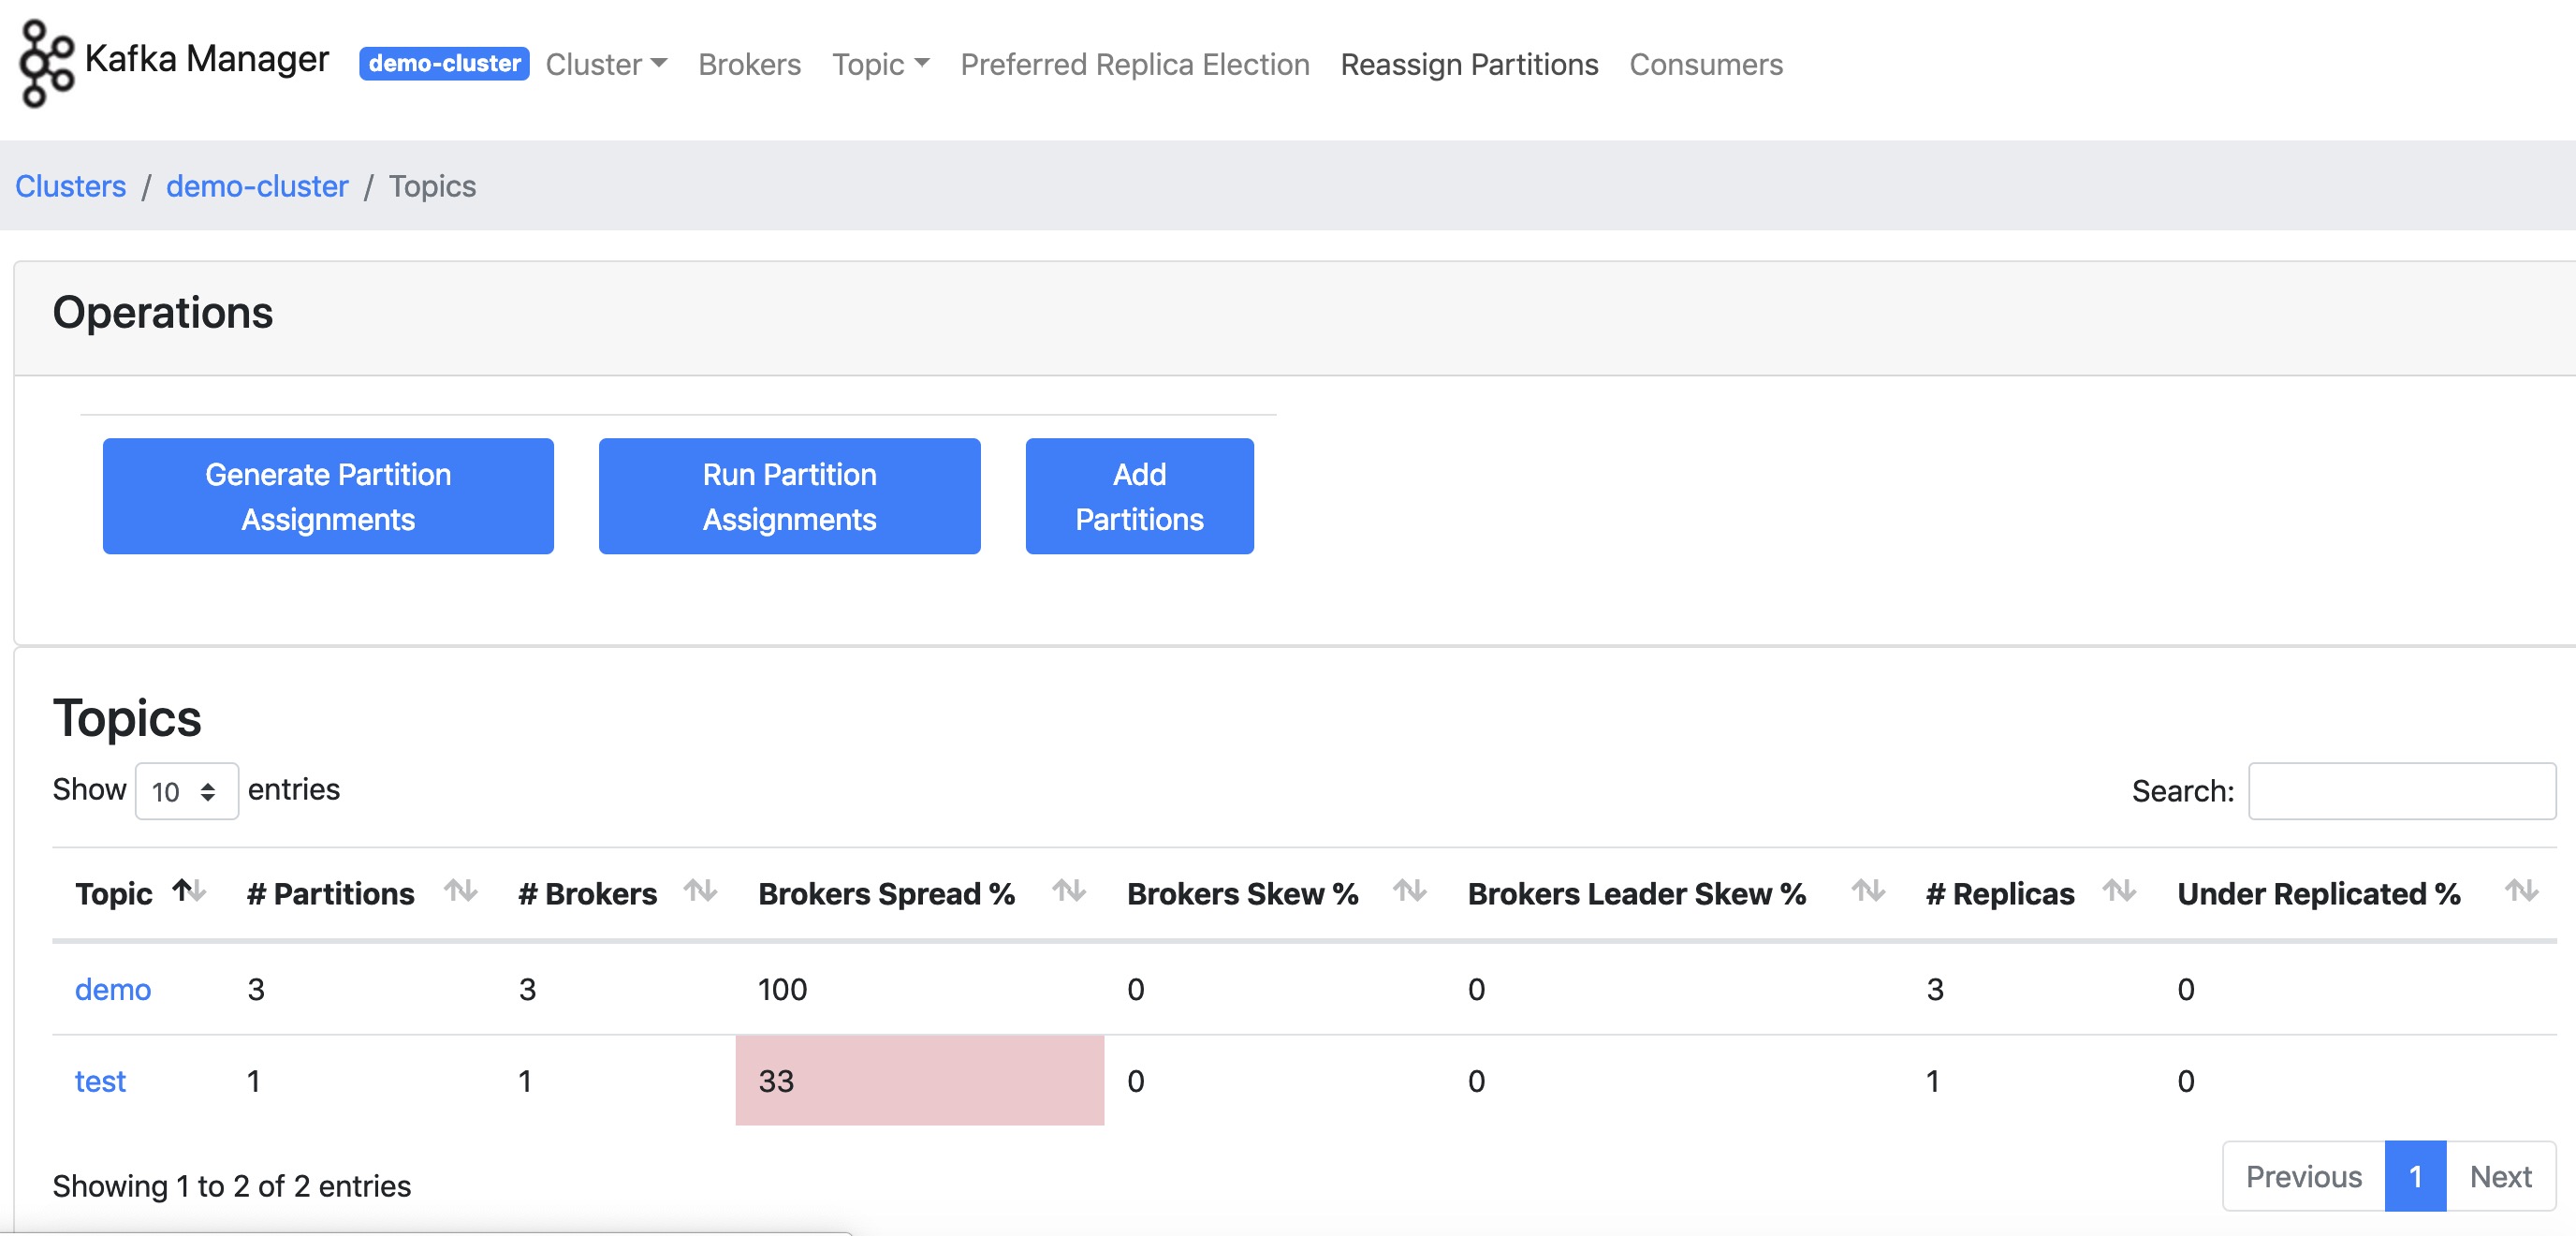 Kafka Manager demo-cluster Cluster Brokers Topic Preferred Replica Election Reassign Partitions Consumers
Clusters / demo-cluster / Topics
Operations
Generate Partition
Assignments
Run Partition
Assignments
Add
Partitions
Topics
Show 10 entries
Search:
Topic # Partitions # Brokers Brokers Spread % Brokers Skew % Brokers Leader Skew % # Replicas Under Replicated %
demo 3 3 100 0 0 3 0
test 1 1 33 0 0 1 0
Showing 1 to 2 of 2 entries
Previous 1 Next